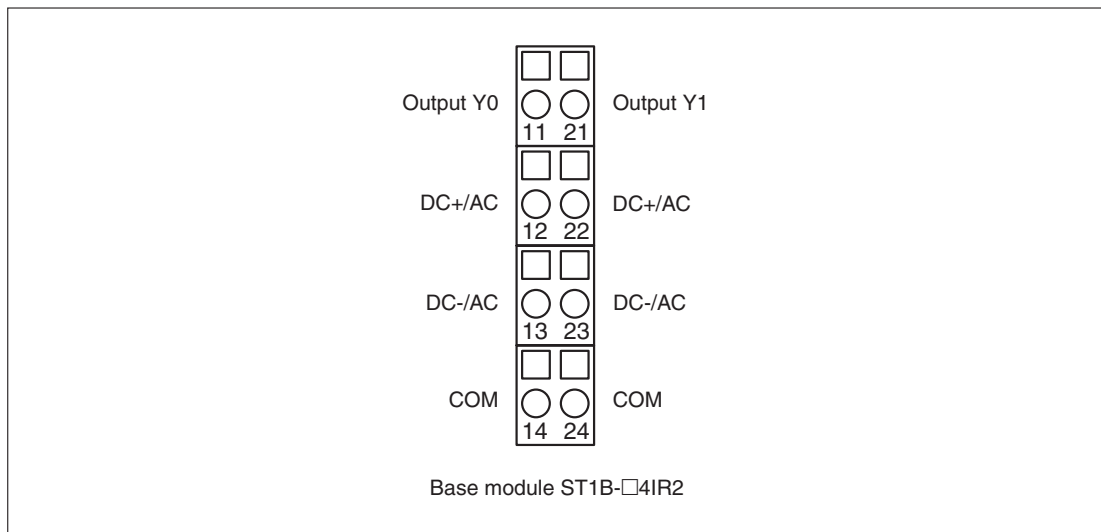 Output Y0 Output Y1
11 21
DC+/AC DC+/AC
12 22
DC-/AC DC-/AC
13 23
COM COM
14 24
Base module ST1B-□4IR2